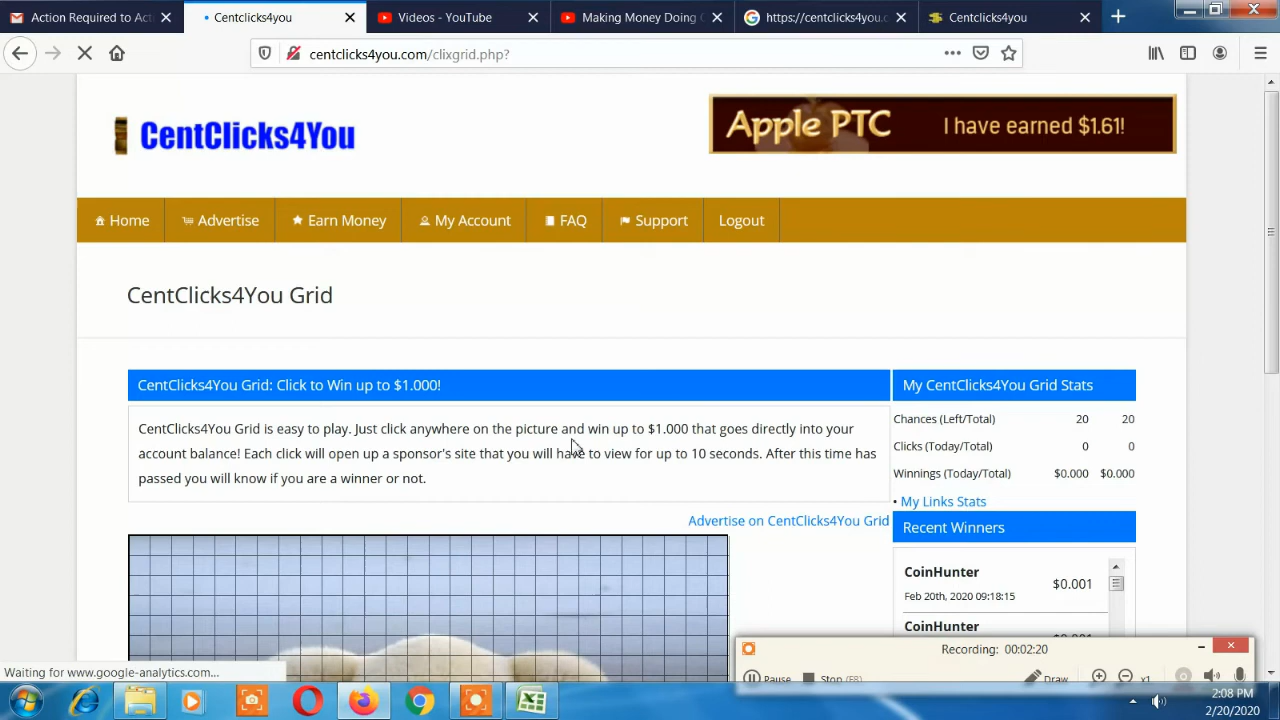 Action Required to Act
Centclicks4you
Videos - YouTube
Making Money Doing
https://centclicks4you.c
Centclicks4you
centclicks4you.com/clixgrid.php?
CentClicks4You
Apple PTC I have earned $1.61!
Home
Advertise
Earn Money
My Account
FAQ
Support
Logout
CentClicks4You Grid
CentClicks4You Grid: Click to Win up to $1.000!
CentClicks4You Grid is easy to play. Just click anywhere on the picture and win up to $1.000 that goes directly into your
account balance! Each click will open up a sponsor's site that you will have to view for up to 10 seconds. After this time has
passed you will know if you are a winner or not.
Advertise on CentClicks4You Grid
My CentClicks4You Grid Stats
Chances (Left/Total) 20 20
Clicks (Today/Total) 0 0
Winnings (Today/Total) $0.000 $0.000
• My Links Stats
Recent Winners
CoinHunter
$0.001
Feb 20th, 2020 09:18:15
CoinHunter
Recording: 00:02:20
Pause
Stop (F8)
Draw
x1
Waiting for www.google-analytics.com...
2:08 PM
2/20/2020